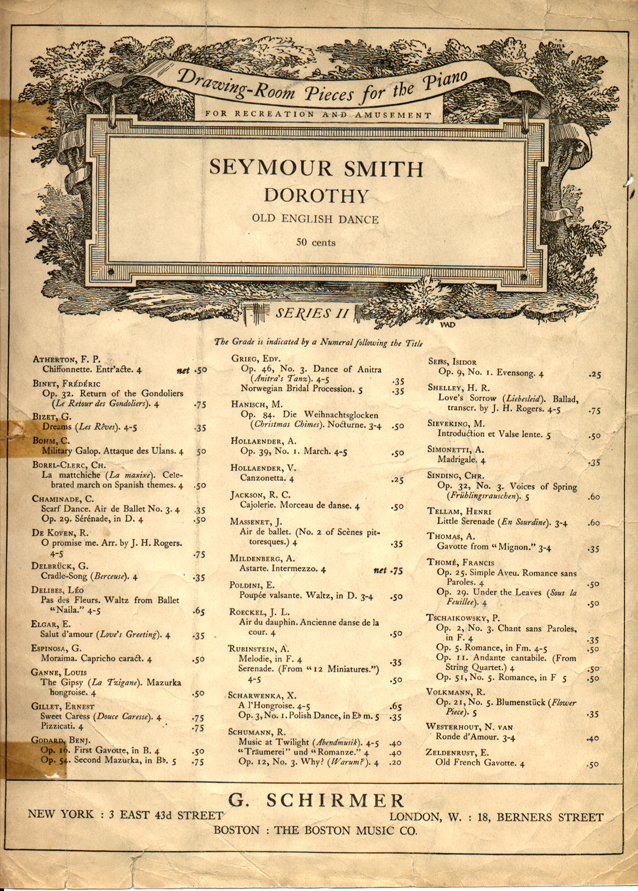 Drawing-Room Pieces for the Piano
FOR RECREATION AND AMUSEMENT
SEYMOUR SMITH
DOROTHY
OLD ENGLISH DANCE
50 cents
SERIES II
WD
The Grade is indicated by a Numeral following the Title
ATHERTON, F. P.
Chiffonnette. Entr'acte. 4 net .50
BINET, FRÉDÉRIC
Op. 32. Return of the Gondoliers
(Le Retour des Gondoliers). 4 .75
BIZET, G.
Dreams (Les Rêves). 4-5 .35
BOHM, C.
Military Galop. Attaque des Ulans. 4 50
BOREL-CLERC, CH.
La mattchiche (La maxixe). Cele-
brated march on Spanish themes. 4 .50
CHAMINADE, C.
Scarf Dance. Air de Ballet No. 3. 4 .35
Op. 29. Sérénade, in D. 4 .50
DE KOVEN, R.
O promise me. Arr. by J. H. Rogers.
4-5 .75
DELBRÜCK, G.
Cradle-Song (Berceuse). 4 .35
DELIBES, LÉO
Pas des Fleurs. Waltz from Ballet
"Naila." 4-5 .65
ELGAR, E.
Salut d'amour (Love's Greeting). 4 .35
ESPINOSA, G.
Moraima. Capricho caract. 4 .50
GANNE, LOUIS
The Gipsy (La Tzigane). Mazurka
hongroise. 4 .50
GILLET, ERNEST
Sweet Caress (Douce Caresse). 4 .75
Pizzicati. 4 .75
GODARD, BENJ.
Op. 16. First Gavotte, in B. 4 .50
Op. 54. Second Mazurka, in B♭. 5 .75
GRIEG, EDV.
Op. 46, No. 3. Dance of Anitra
(Anitra's Tanz). 4-5 .35
Norwegian Bridal Procession. 5 .35
HANISCH, M.
Op. 84. Die Weihnachtsglocken
(Christmas Chimes). Nocturne. 3-4 .50
HOLLAENDER, A.
Op. 39, No. 1. March. 4-5 .50
HOLLAENDER, V.
Canzonetta. 4 .25
JACKSON, R. C.
Cajolerie. Morceau de danse. 4 .50
MASSENET, J.
Air de ballet. (No. 2 of Scènes pit-
toresques.) 4 .35
MILDENBERG, A.
Astarte. Intermezzo. 4 net .75
POLDINI, E.
Poupée valsante. Waltz, in D. 3-4 .50
ROECKEL, J. L.
Air du dauphin. Ancienne danse de la
cour. 4 .50
RUBINSTEIN, A.
Melodie, in F. 4 .35
Serenade. (From "12 Miniatures.")
4-5 .50
SCHARWENKA, X.
A l'Hongroise. 4-5 .65
Op. 3, No. 1. Polish Dance, in E♭ m. 5 .35
SCHUMANN, R.
Music at Twilight (Abendmusik). 4-5 .40
"Träumerei" und "Romanze." 4 .40
Op. 12, No. 3. Why? (Warum?). 4 .20
SEISS, ISIDOR
Op. 9, No. 1. Evensong. 4 .25
SHELLEY, H. R.
Love's Sorrow (Liebesleid). Ballad,
transcr. by J. H. Rogers. 4-5 .75
SIEVEKING, M.
Introduction et Valse lente. 5 .50
SIMONETTI, A.
Madrigale. 4 .35
SINDING, CHR.
Op. 32, No. 3. Voices of Spring
(Frühlingsrauschen). 5 .60
TELLAM, HENRI
Little Serenade (En Sourdine). 3-4 .60
THOMAS, A.
Gavotte from "Mignon." 3-4 .35
THOMÉ, FRANCIS
Op. 25. Simple Aveu. Romance sans
Paroles. 4 .50
Op. 29. Under the Leaves (Sous la
Feuillee). 4 .50
TSCHAIKOWSKY, P.
Op. 2, No. 3. Chant sans Paroles,
in F. 4 .35
Op. 5. Romance, in Fm. 4-5 .50
Op. 11. Andante cantabile. (From
String Quartet.) 4 .50
Op. 51, No. 5. Romance, in F 5 .50
VOLKMANN, R.
Op. 21, No. 5. Blumenstück (Flower
Piece). 5 .35
WESTERHOUT, N. VAN
Ronde d'Amour. 3-4 .40
ZELDENRUST, E.
Old French Gavotte. 4 .50
G. SCHIRMER
NEW YORK : 3 EAST 43d STREET LONDON, W. : 18, BERNERS STREET
BOSTON : THE BOSTON MUSIC CO.